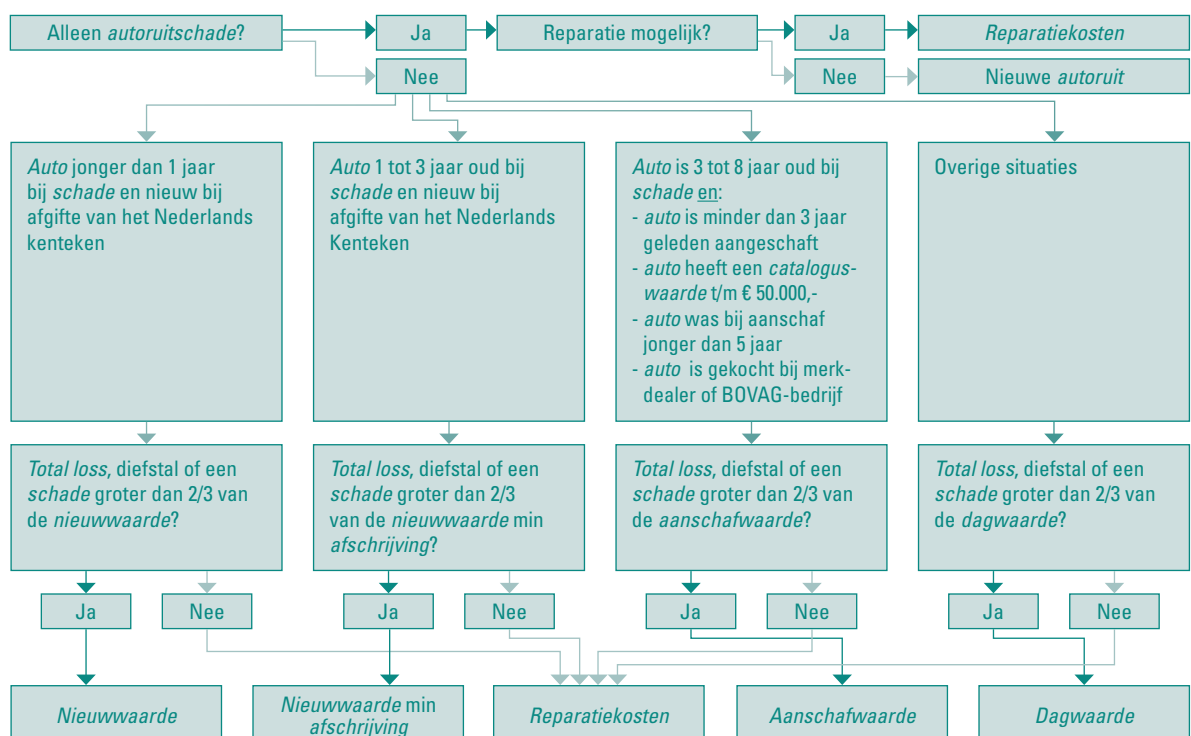 Alleen autoruitschade?
Ja
Reparatie mogelijk?
Ja
Reparatiekosten
Nee
Nee
Nieuwe autoruit
Auto jonger dan 1 jaar
bij schade en nieuw bij
afgifte van het Nederlands
kenteken
Auto 1 tot 3 jaar oud bij
schade en nieuw bij
afgifte van het Nederlands
Kenteken
Auto is 3 tot 8 jaar oud bij
schade en:
- auto is minder dan 3 jaar
geleden aangeschaft
- auto heeft een catalogus-
waarde t/m € 50.000,-
- auto was bij aanschaf
jonger dan 5 jaar
- auto is gekocht bij merk-
dealer of BOVAG-bedrijf
Overige situaties
Total loss, diefstal of een
schade groter dan 2/3 van
de nieuwwaarde?
Total loss, diefstal of een
schade groter dan 2/3
van de nieuwwaarde min
afschrijving?
Total loss, diefstal of een
schade groter dan 2/3 van
de aanschafwaarde?
Total loss, diefstal of een
schade groter dan 2/3 van
de dagwaarde?
Ja
Nee
Ja
Nee
Ja
Nee
Ja
Nee
Nieuwwaarde
Nieuwwaarde min
afschrijving
Reparatiekosten
Aanschafwaarde
Dagwaarde